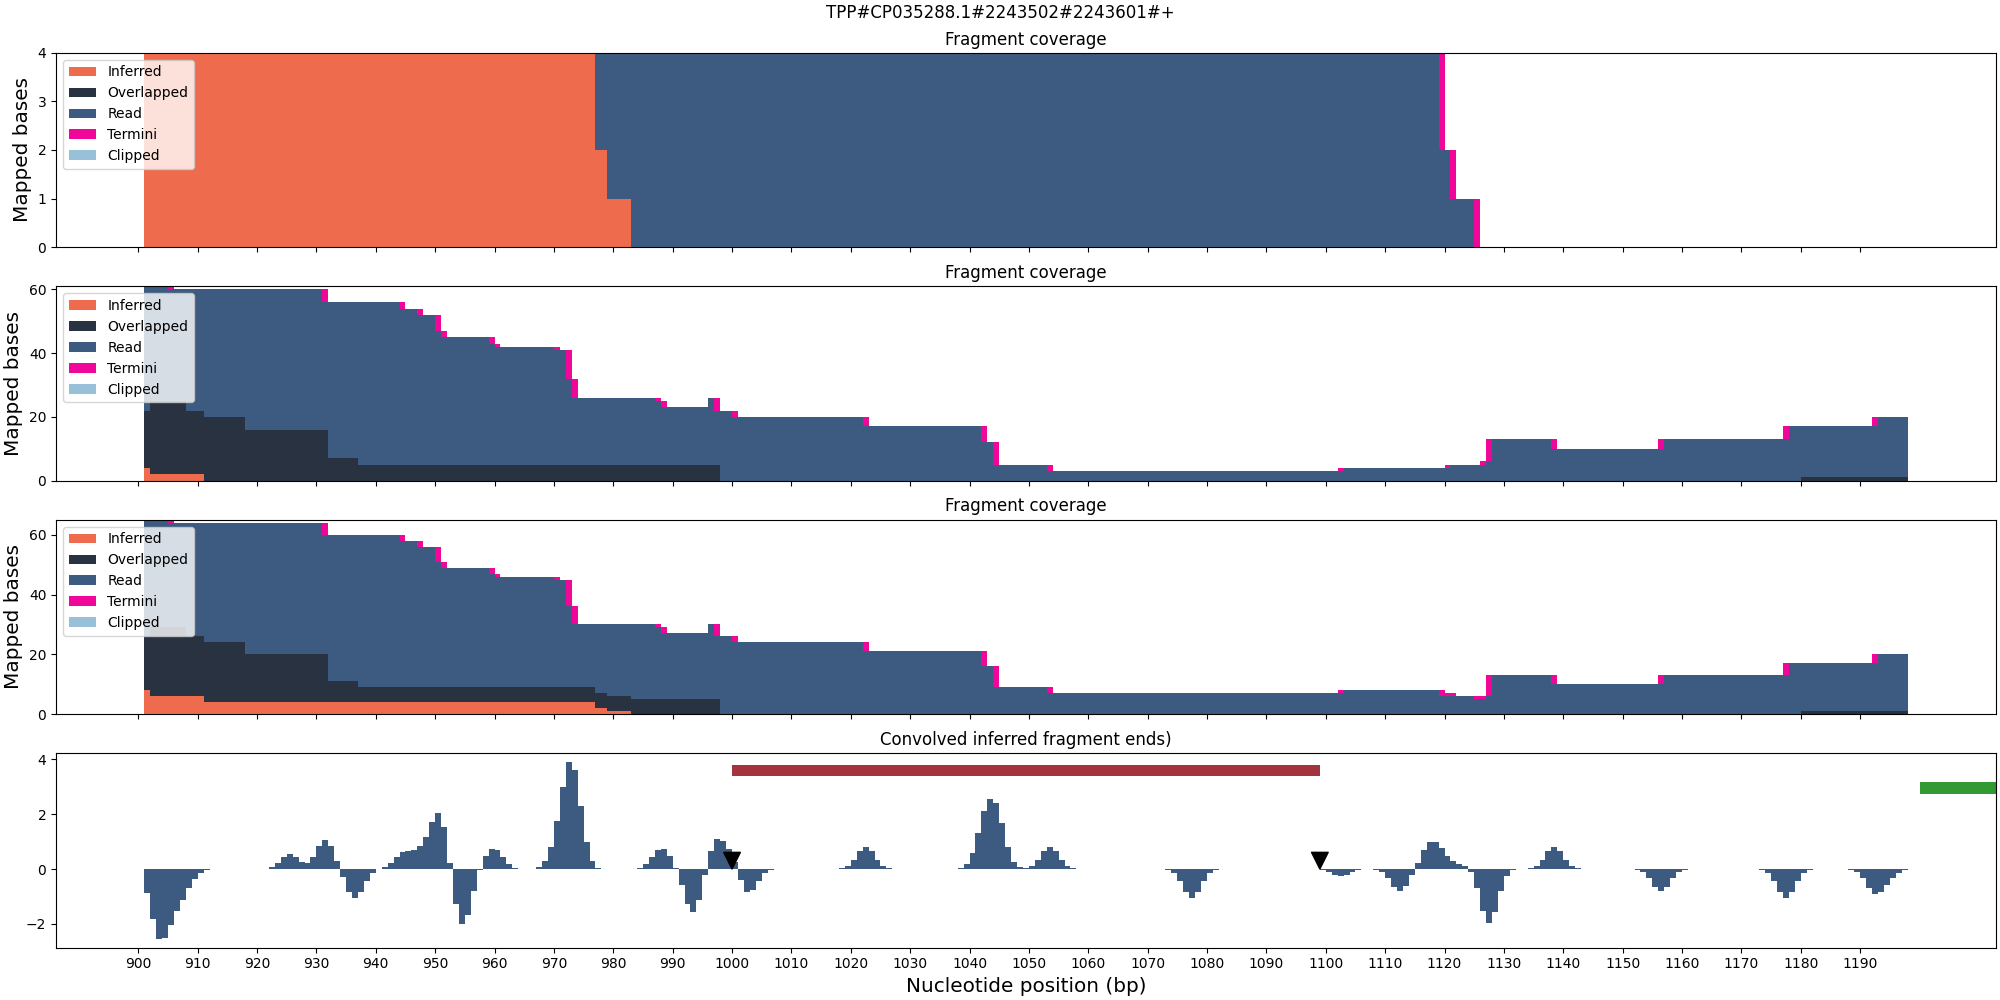 TPP#CP035288.1#2243502#2243601#+
Fragment coverage
Mapped bases
4
3
2
1
0
Inferred
Overlapped
Read
Termini
Clipped
Fragment coverage
Mapped bases
60
40
20
0
Inferred
Overlapped
Read
Termini
Clipped
Fragment coverage
Mapped bases
60
40
20
0
Inferred
Overlapped
Read
Termini
Clipped
Convolved inferred fragment ends)
4
2
0
−2
900 910 920 930 940 950 960 970 980 990 1000 1010 1020 1030 1040 1050 1060 1070 1080 1090 1100 1110 1120 1130 1140 1150 1160 1170 1180 1190
Nucleotide position (bp)